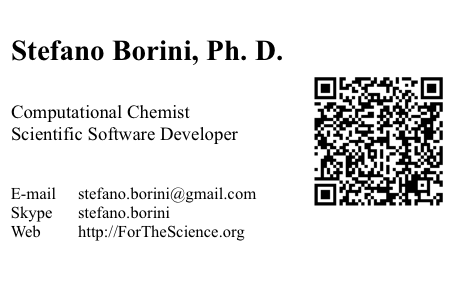 Stefano Borini, Ph. D.
Computational Chemist
Scientific Software Developer
E-mail stefano.borini@gmail.com
Skype stefano.borini
Web http://ForTheScience.org